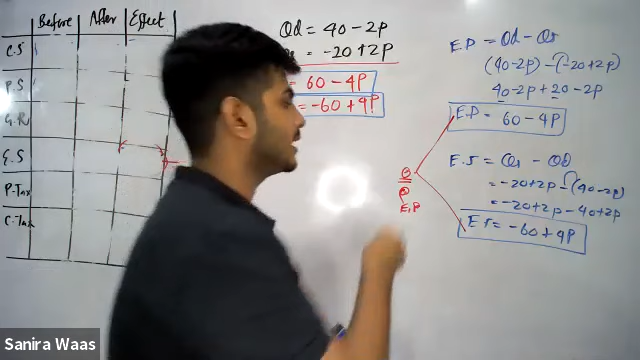 Before After Effect
C.S
P.S
G.R
E.S
P.Tax
C.Tax
Qd = 40 - 2P
= -20 + 2P
= 60 - 4P
= -60 + 4P
E.P
E.P = Qd - Qs
(40 - 2P) - (-20 + 2P)
40 - 2P + 20 - 2P
E.P = 60 - 4P
E.S = Qs - Qd
= -20 + 2P - (40 - 2P)
= -20 + 2P - 40 + 2P
E.S = -60 + 4P
Sanira Waas